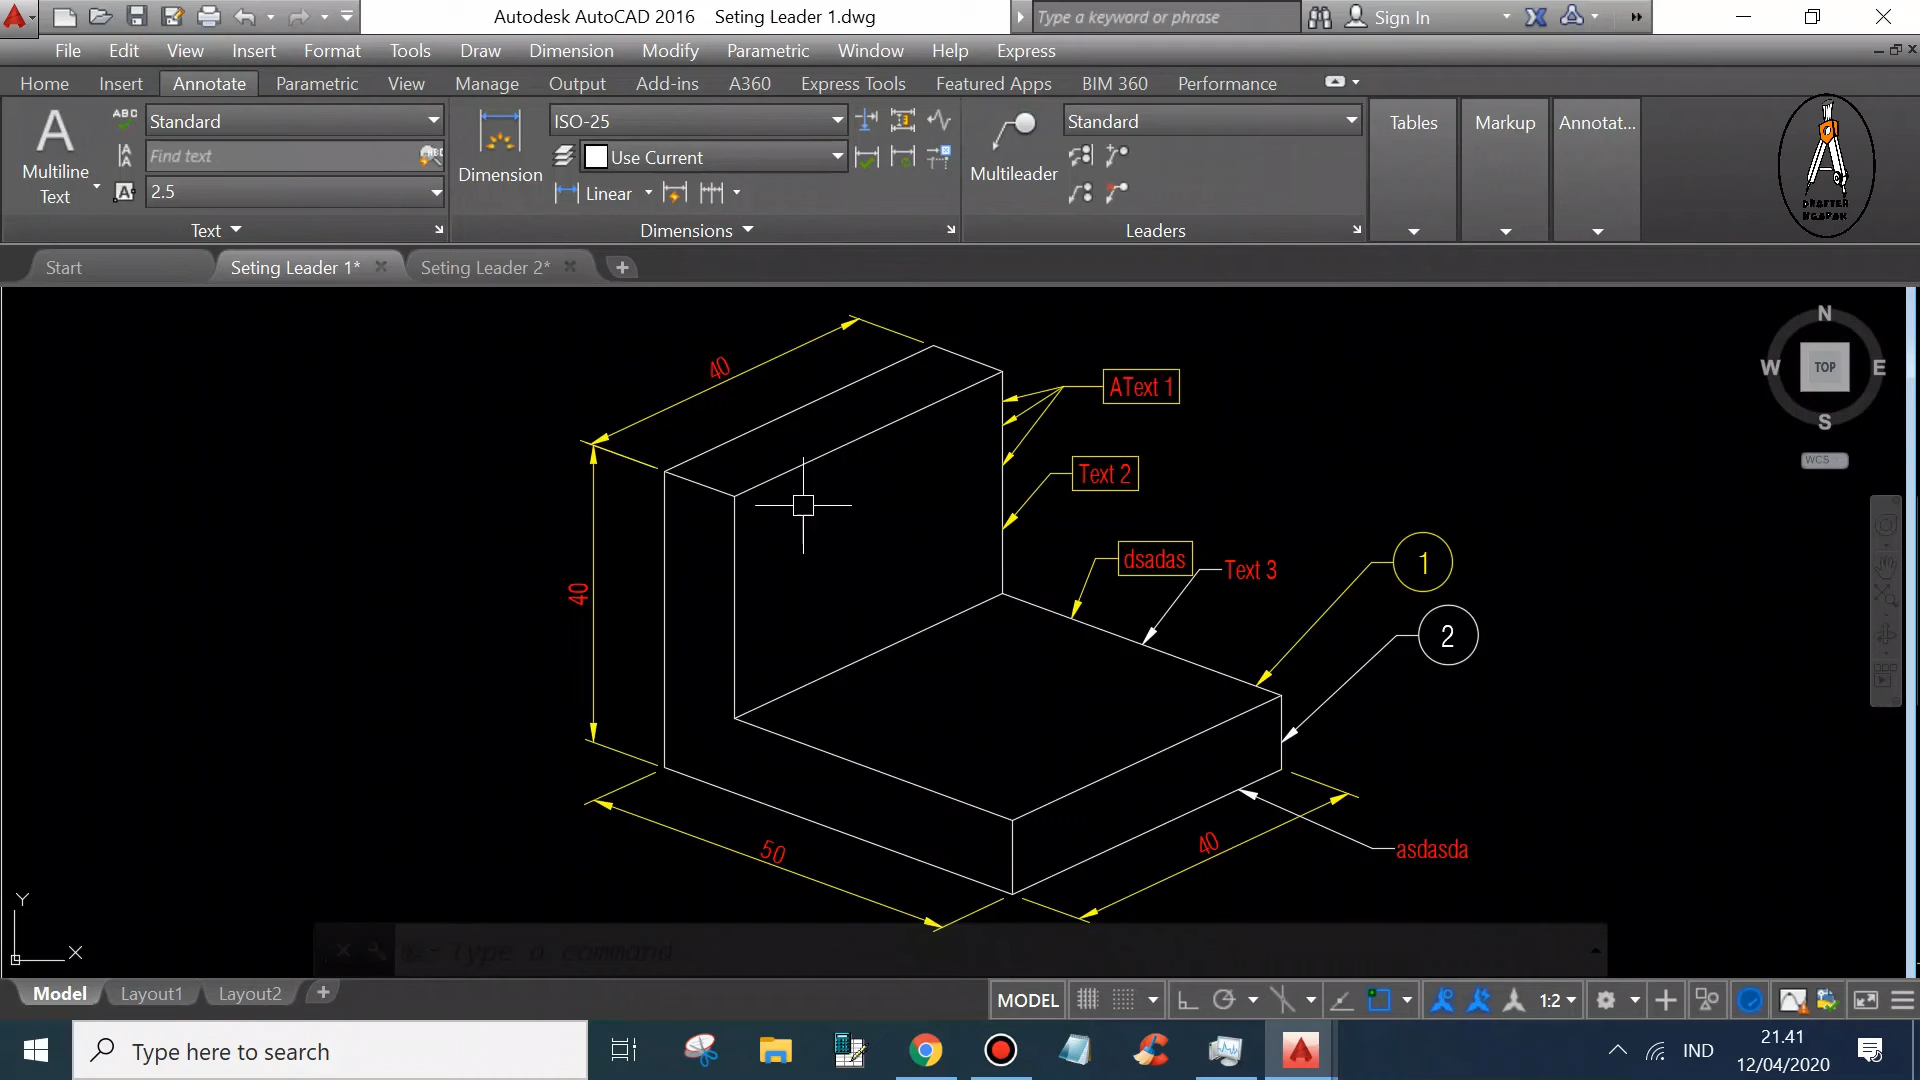 Autodesk AutoCAD 2016 Seting Leader 1.dwg
Type a keyword or phrase
Sign In
File Edit View Insert Format Tools Draw Dimension Modify Parametric Window Help Express
Home Insert Annotate Parametric View Manage Output Add-ins A360 Express Tools Featured Apps BIM 360 Performance
A
Multiline
Text
ABC
Standard
Find text
2.5
Text
Dimension
ISO-25
Use Current
Linear
Dimensions
Multileader
Standard
Leaders
Tables
Markup
Annotat...
DRAFTER
NGAPAK
Start
Seting Leader 1*
Seting Leader 2*
N
W
TOP
E
S
WCS
40
AText 1
Text 2
dsadas
Text 3
1
2
40
50
40
asdasda
Y
X
Type a command
Model Layout1 Layout2
MODEL
1:2
Type here to search
IND
21.41
12/04/2020